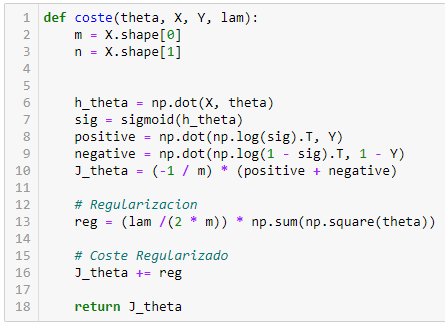 1 def coste(theta, X, Y, lam):
2     m = X.shape[0]
3     n = X.shape[1]
4
5
6     h_theta = np.dot(X, theta)
7     sig = sigmoid(h_theta)
8     positive = np.dot(np.log(sig).T, Y)
9     negative = np.dot(np.log(1 - sig).T, 1 - Y)
10     J_theta = (-1 / m) * (positive + negative)
11
12     # Regularizacion
13     reg = (lam /(2 * m)) * np.sum(np.square(theta))
14
15     # Coste Regularizado
16     J_theta += reg
17
18     return J_theta